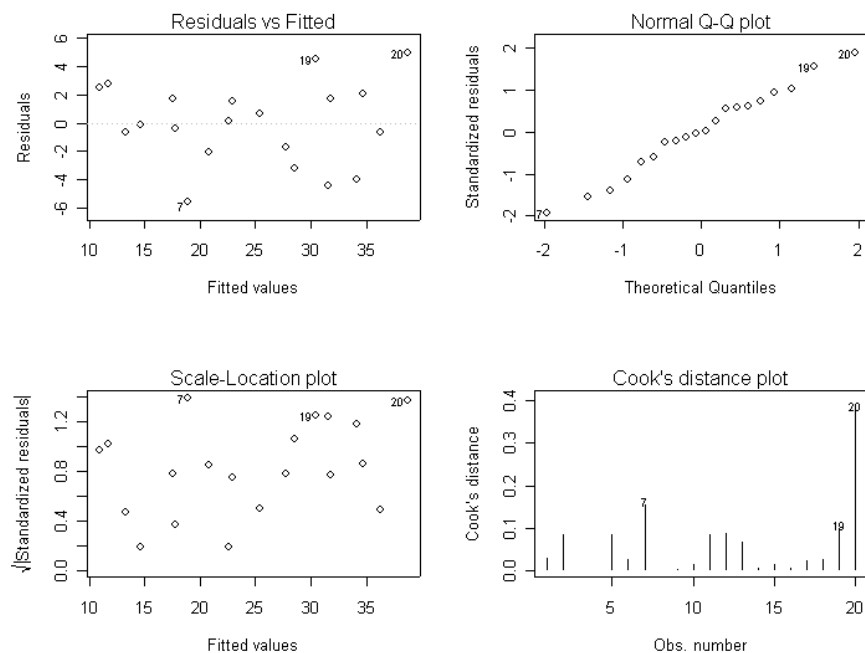 Residuals vs Fitted
Residuals
6
4
2
0
-2
-4
-6
19
20
7
10 15 20 25 30 35
Fitted values
Normal Q-Q plot
Standardized residuals
2
1
0
-1
-2
19
20
7
-2 -1 0 1 2
Theoretical Quantiles
Scale-Location plot
√|Standardized residuals|
1.2
0.8
0.4
0.0
7
19
20
10 15 20 25 30 35
Fitted values
Cook's distance plot
Cook's distance
0.4
0.3
0.2
0.1
0.0
7
19
20
5 10 15 20
Obs. number